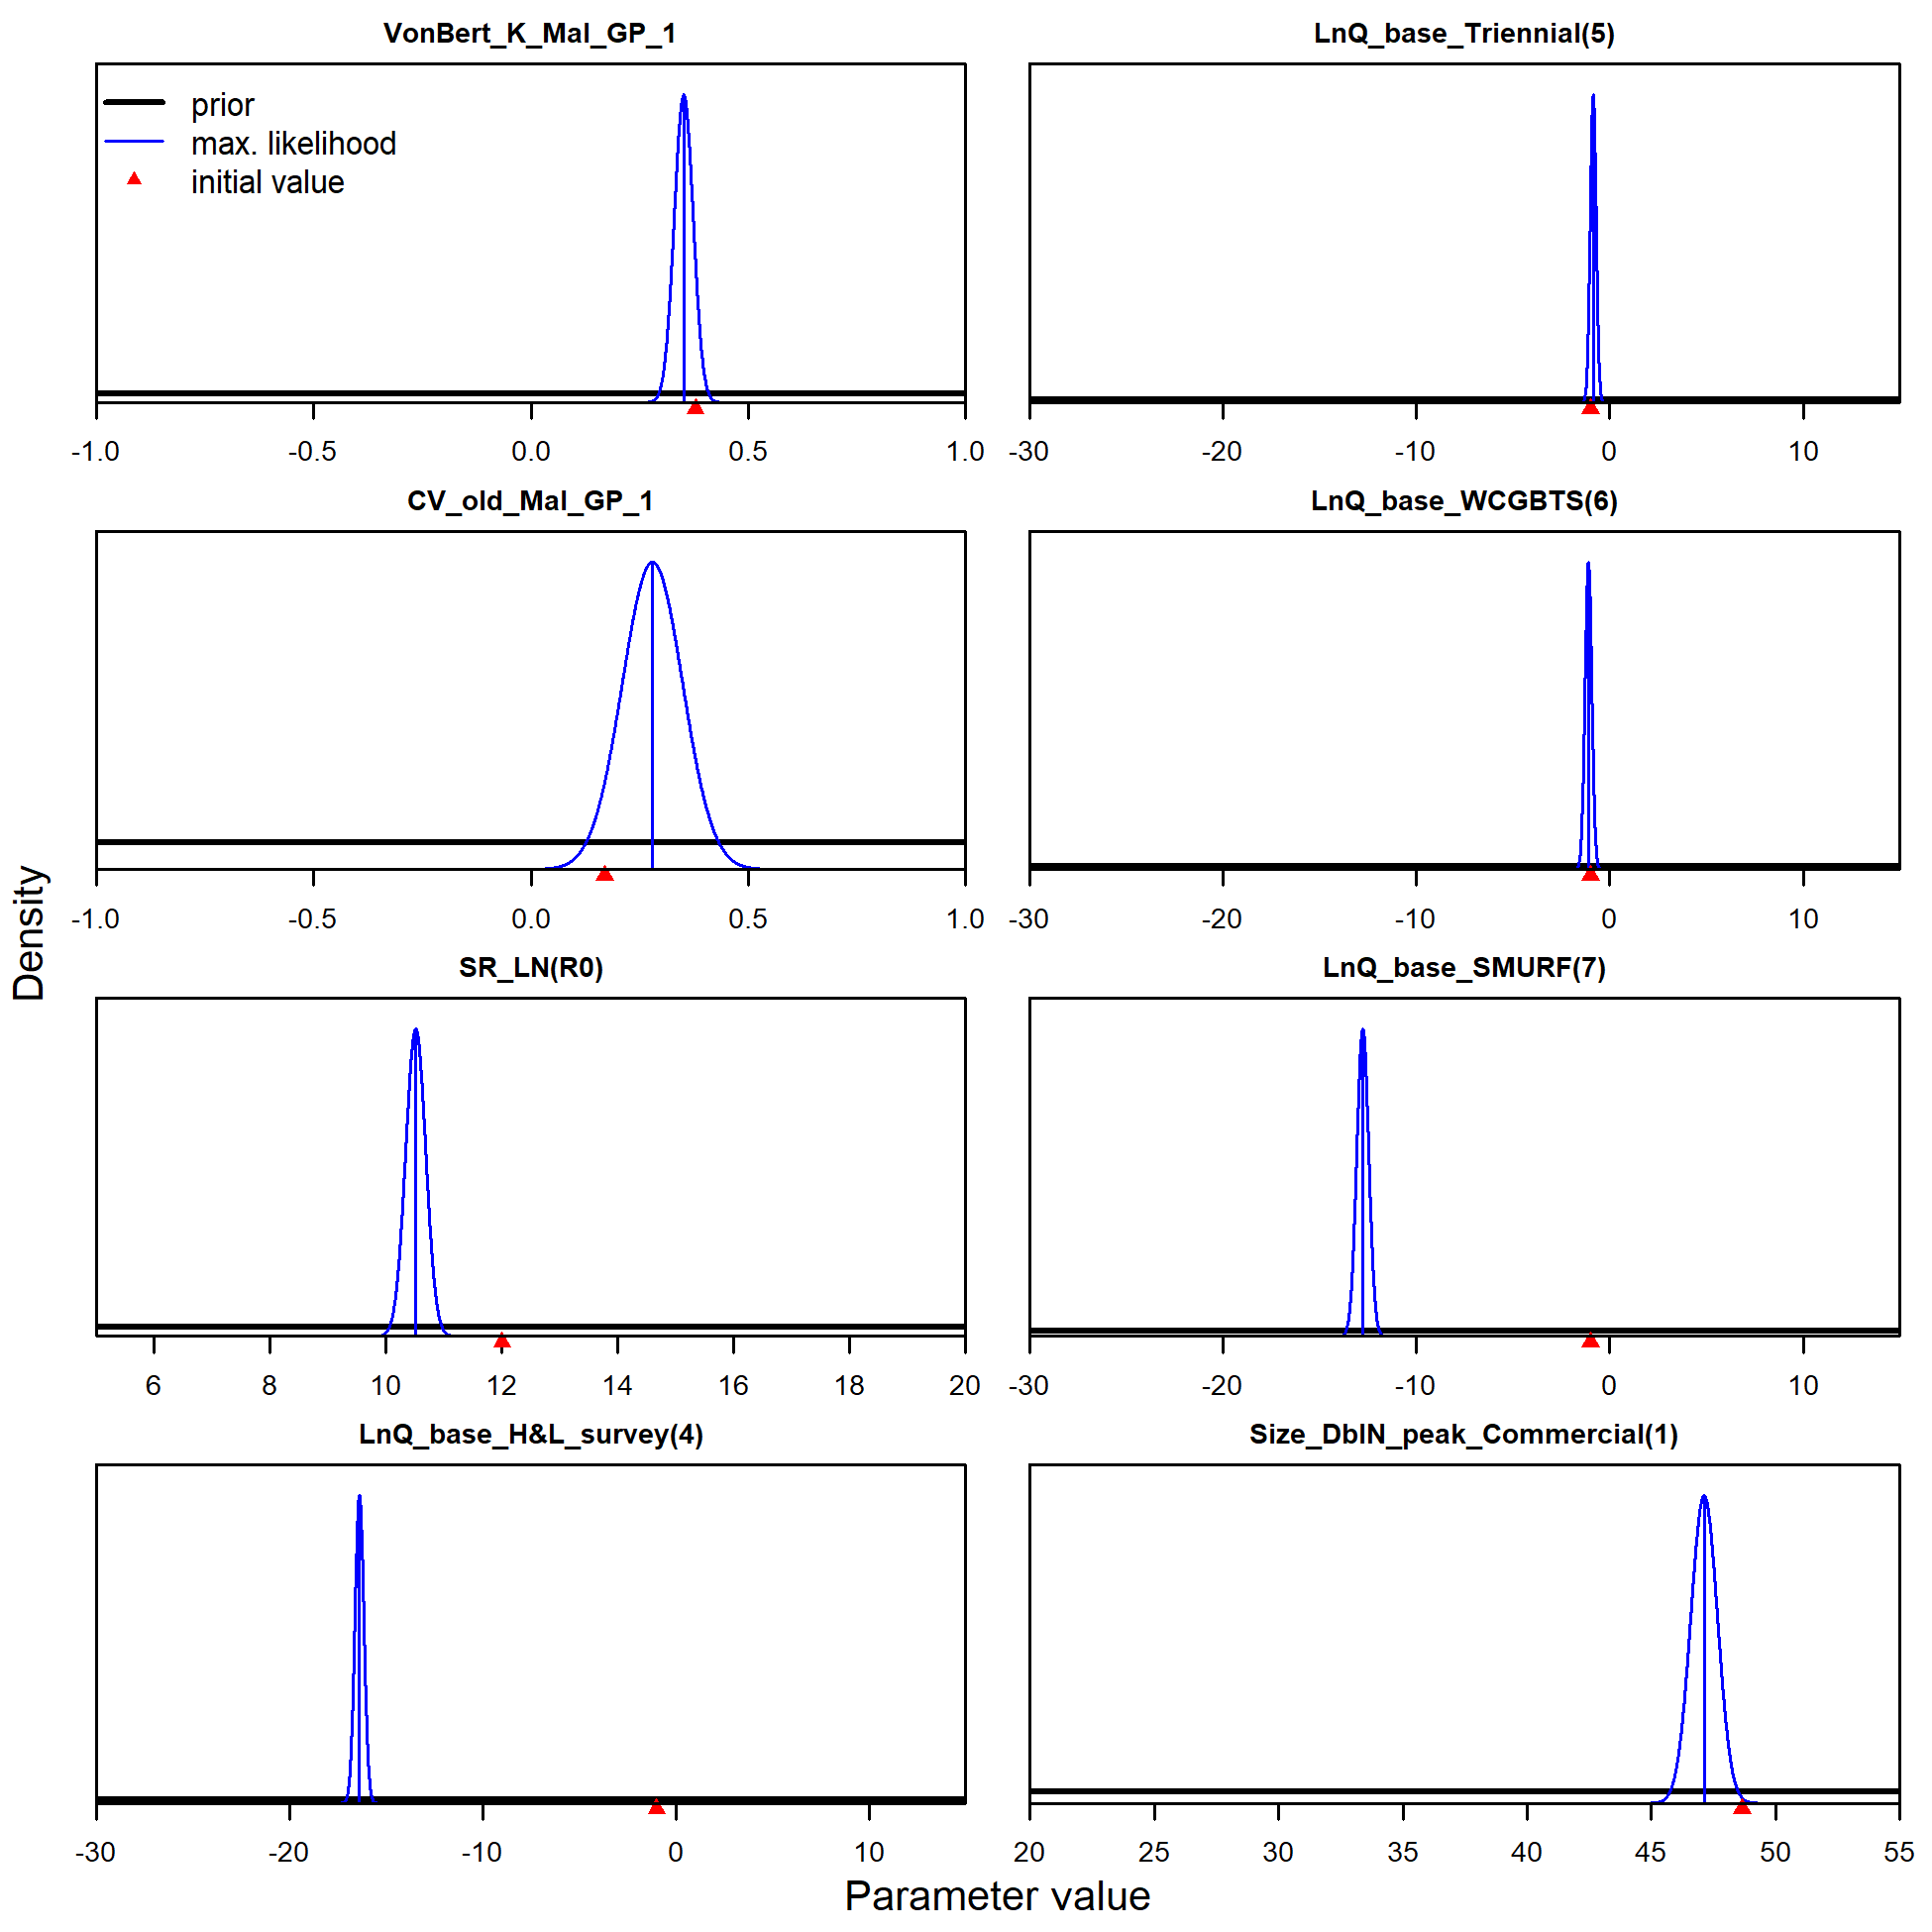 VonBert_K_Mal_GP_1
prior
max. likelihood
initial value
-1.0 -0.5 0.0 0.5 1.0
LnQ_base_Triennial(5)
-30 -20 -10 0 10
CV_old_Mal_GP_1
-1.0 -0.5 0.0 0.5 1.0
LnQ_base_WCGBTS(6)
-30 -20 -10 0 10
SR_LN(R0)
6 8 10 12 14 16 18 20
LnQ_base_SMURF(7)
-30 -20 -10 0 10
LnQ_base_H&L_survey(4)
-30 -20 -10 0 10
Size_DblN_peak_Commercial(1)
20 25 30 35 40 45 50 55
Density
Parameter value